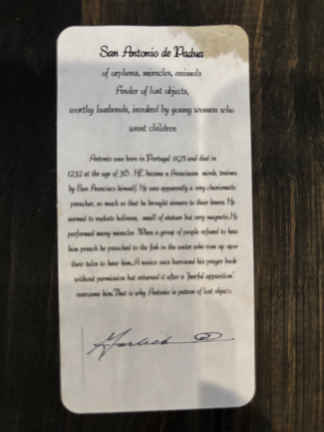 San Antonio de Padua
of orphans, miracles, animals
finder of lost objects,
worthy husbands, invoked by young women who
want children
Antonio was born in Portugal 1195 and died in
1232 at the age of 36. HE became a Franciscan monk, trained
by San Francisco himself. He was apparently a very charismatic
preacher, so much so that he brought sinners to their knees. He
seemed to radiate holiness, small of stature but very magnetic. He
performed many miracles. When a group of people refused to hear
him preach he preached to the fish in the water who rose up upon
their tails to hear him. A novice once borrowed his prayer book
without permission but returned it after a 'fearful apparition'
overcame him. That is why Antonio is patron of lost objects.